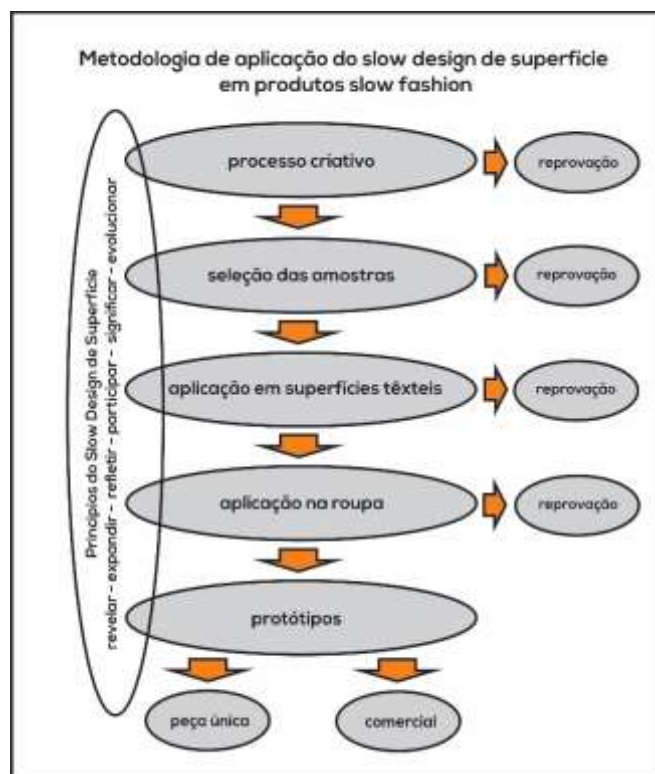 Metodologia de aplicação do slow design de superfície
em produtos slow fashion
Princípios do Slow Design de Superfície
revelar - expandir - refletir - participar - significar - evolucionar
processo criativo
reprovação
seleção das amostras
reprovação
aplicação em superfícies têxteis
reprovação
aplicação na roupa
reprovação
protótipos
peça única
comercial